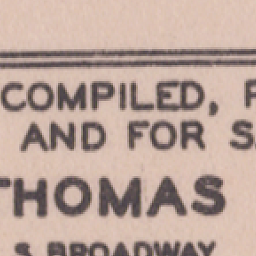 COMPILED,
AND FOR
THOMAS
S. BROADWAY